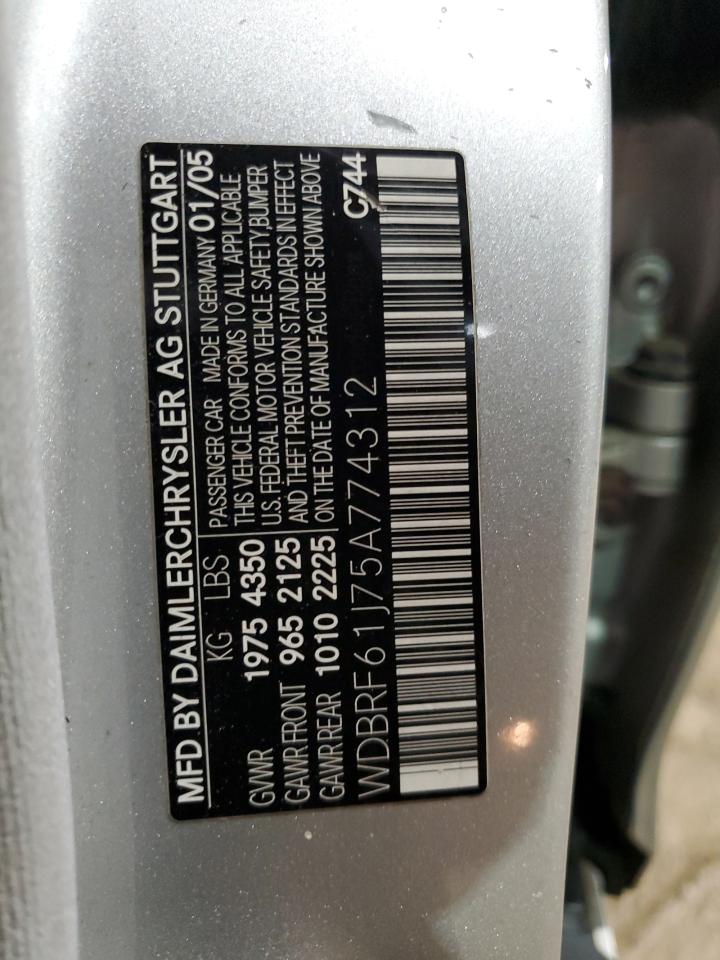 MFD.BY DAIMLERCHRYSLER AG STUTTGART
KG LBS PASSENGER CAR MADE IN GERMANY 01/05
GVWR 1975 4350 THIS VEHICLE CONFORMS TO ALL APPLICABLE
U.S. FEDERAL MOTOR VEHICLE SAFETY,BUMPER
GAWR FRONT 965 2125 AND THEFT PREVENTION STANDARDS IN EFFECT
GAWR REAR 1010 2225 ON THE DATE OF MANUFACTURE SHOWN ABOVE
WDBRF61J75A774312 C744